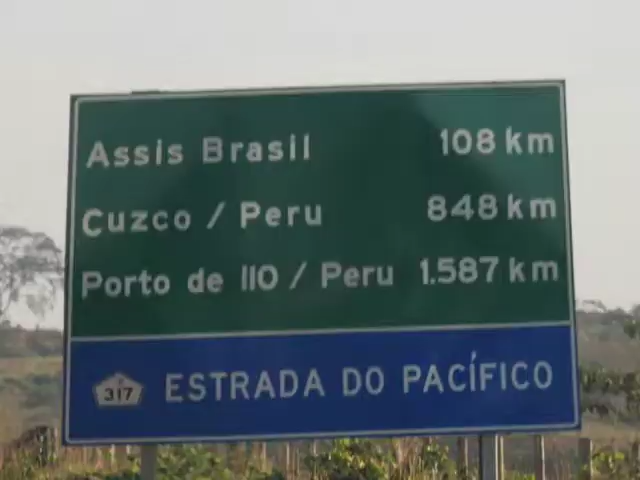 Assis Brasil 108 km
Cuzco / Peru 848 km
Porto de IlO / Peru 1.587 km
317 ESTRADA DO PACÍFICO